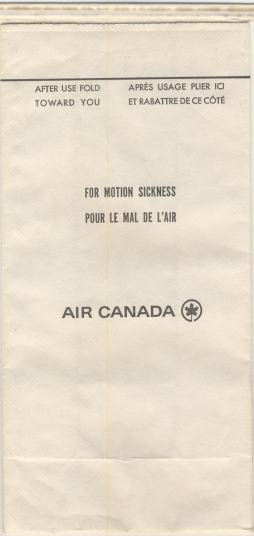 AFTER USE FOLD
TOWARD YOU
APRÈS USAGE PLIER ICI
ET RABATTRE DE CE CÔTÉ
FOR MOTION SICKNESS
POUR LE MAL DE L'AIR
AIR CANADA